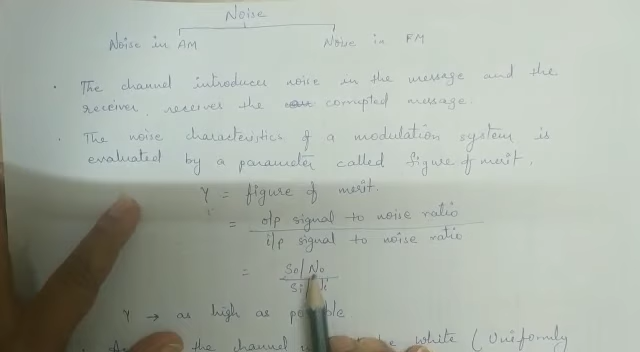 Noise
Noise in AM Noise in FM
• The channel introduces noise in the message and the
receiver receives the corrupted message.
• The noise characteristics of a modulation system is
evaluated by a parameter called figure of merit.
γ = figure of merit.
= o/p signal to noise ratio
i/p signal to noise ratio
= So/No
γ → as high as possible.
the channel be white (Uniformly